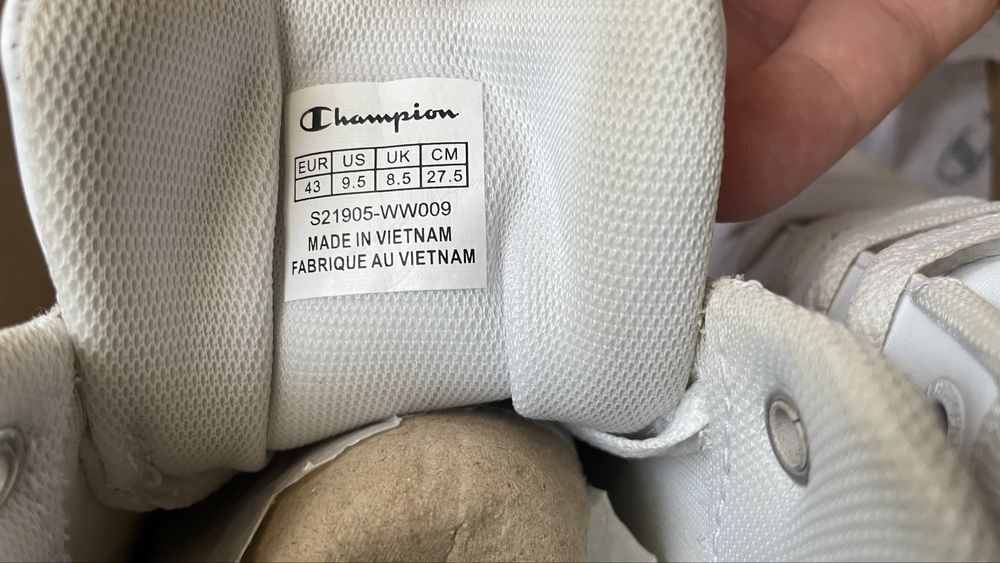 Champion
EUR US UK CM
43 9.5 8.5 27.5
S21905-WW009
MADE IN VIETNAM
FABRIQUE AU VIETNAM